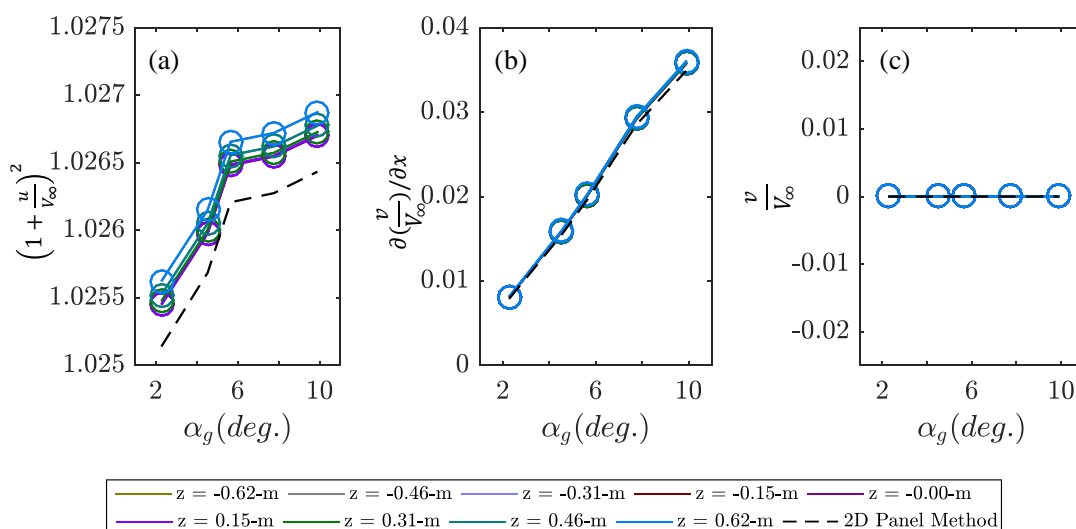 (a)
(1 + u/V∞)²
1.0275
1.027
1.0265
1.026
1.0255
1.025
2 6 10
α_g(deg.)
(b)
∂(v/V∞)/∂x
0.04
0.03
0.02
0.01
0
2 6 10
α_g(deg.)
(c)
v/V∞
0.02
0.01
0
-0.01
-0.02
2 6 10
α_g(deg.)
z = -0.62-m z = -0.46-m z = -0.31-m z = -0.15-m z = -0.00-m
z = 0.15-m z = 0.31-m z = 0.46-m z = 0.62-m 2D Panel Method